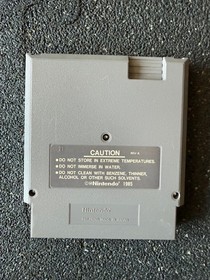 CAUTION
•DO NOT STORE IN EXTREME TEMPERATURES.
•DO NOT IMMERSE IN WATER.
•DO NOT CLEAN WITH BENZENE, THINNER,
ALCOHOL OR OTHER SUCH SOLVENTS.
©®Nintendo® 1985
Nintendo